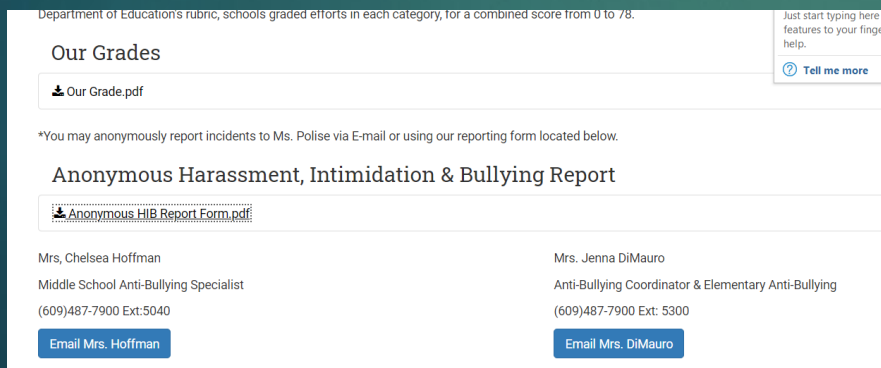 Department of Education's rubric, schools graded efforts in each category, for a combined score from 0 to 78.
Just start typing here
features to your finge
help.
Tell me more
Our Grades
Our Grade.pdf
*You may anonymously report incidents to Ms. Polise via E-mail or using our reporting form located below.
Anonymous Harassment, Intimidation & Bullying Report
Anonymous HIB Report Form.pdf
Mrs, Chelsea Hoffman
Middle School Anti-Bullying Specialist
(609)487-7900 Ext:5040
Email Mrs. Hoffman
Mrs. Jenna DiMauro
Anti-Bullying Coordinator & Elementary Anti-Bullying
(609)487-7900 Ext: 5300
Email Mrs. DiMauro